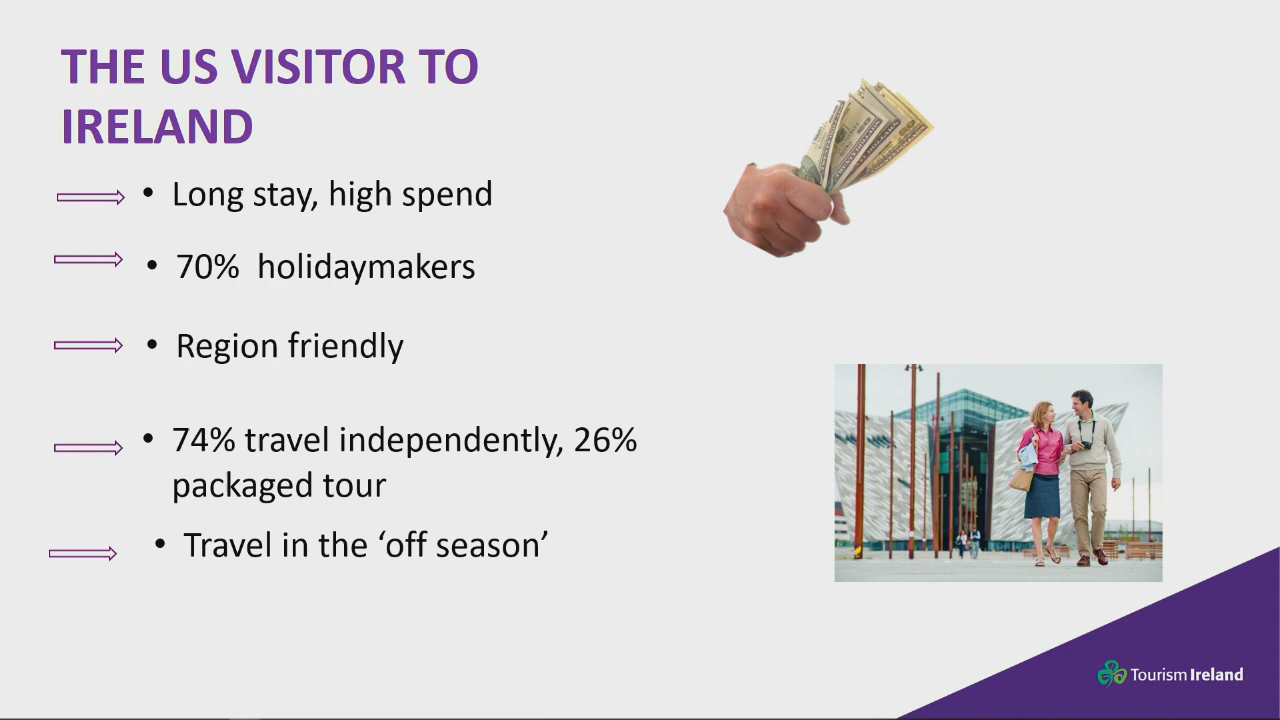 THE US VISITOR TO
IRELAND
• Long stay, high spend
• 70%  holidaymakers
• Region friendly
• 74% travel independently, 26%
packaged tour
• Travel in the ‘off season’
Tourism Ireland